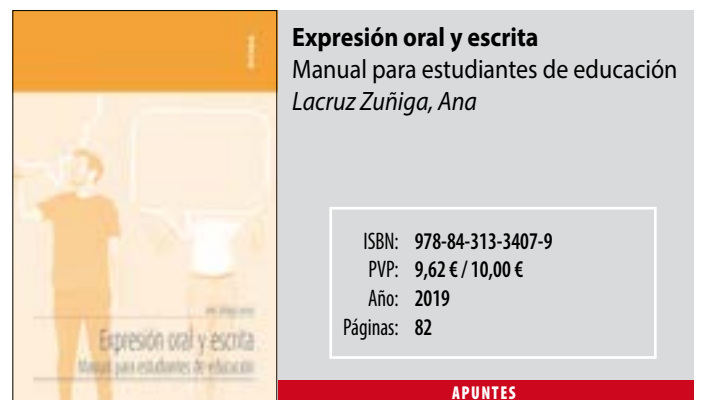 Expresión oral y escrita
Manual para estudiantes de educación
Lacruz Zuñiga, Ana
ISBN: 978-84-313-3407-9
PVP: 9,62 € / 10,00 €
Año: 2019
Páginas: 82
APUNTES
Expresión oral y escrita
Manual para estudiantes de educación